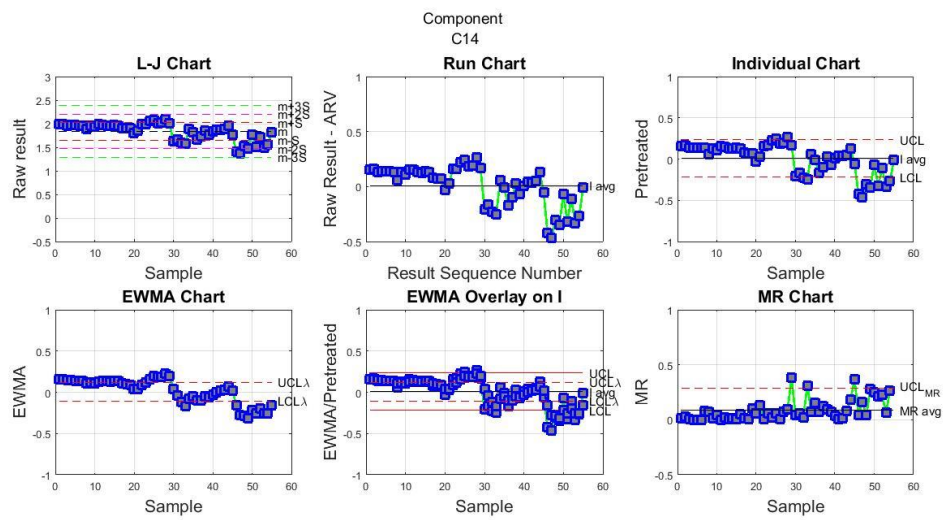 Component
C14
L-J Chart
Raw result
3
2.5
2
1.5
1
0.5
0
-0.5
m+3S
m+2S
m+S
m
m-S
m-2S
m-3S
0 10 20 30 40 50 60
Sample
Run Chart
Raw Result - ARV
1
0.5
0
-0.5
I avg
0 10 20 30 40 50 60
Result Sequence Number
Individual Chart
Pretreated
1
0.5
0
-0.5
-1
UCL
I avg
LCL
0 10 20 30 40 50 60
Sample
EWMA Chart
EWMA
1
0.5
0
-0.5
-1
UCLλ
LCLλ
0 10 20 30 40 50 60
Sample
EWMA Overlay on I
EWMA/Pretreated
1
0.5
0
-0.5
-1
UCL
UCLλ
I avg
LCLλ
LCL
0 10 20 30 40 50 60
Sample
MR Chart
MR
1
0.5
0
-0.5
UCL MR
MR avg
0 10 20 30 40 50 60
Sample